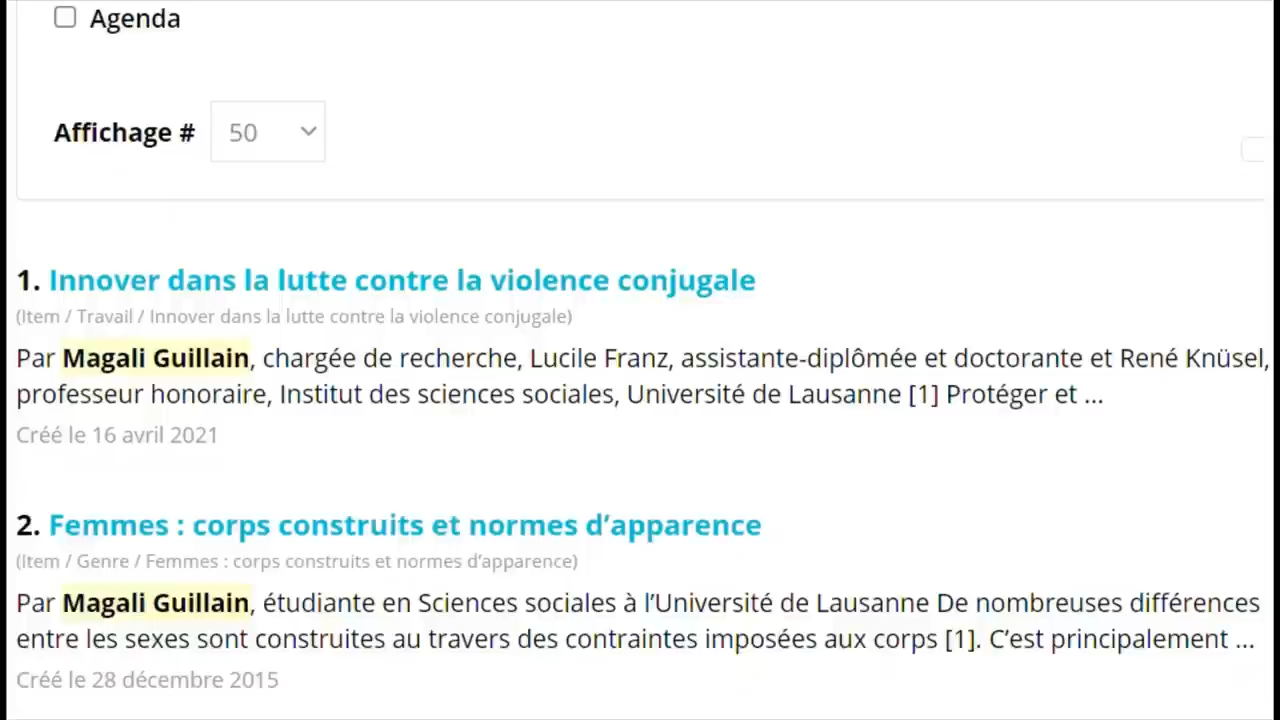 Agenda
Affichage # 50
1. Innover dans la lutte contre la violence conjugale
(Item / Travail / Innover dans la lutte contre la violence conjugale)
Par Magali Guillain, chargée de recherche, Lucile Franz, assistante-diplômée et doctorante et René Knüsel,
professeur honoraire, Institut des sciences sociales, Université de Lausanne [1] Protéger et ...
Créé le 16 avril 2021
2. Femmes : corps construits et normes d’apparence
(Item / Genre / Femmes : corps construits et normes d’apparence)
Par Magali Guillain, étudiante en Sciences sociales à l’Université de Lausanne De nombreuses différences
entre les sexes sont construites au travers des contraintes imposées aux corps [1]. C’est principalement ...
Créé le 28 décembre 2015